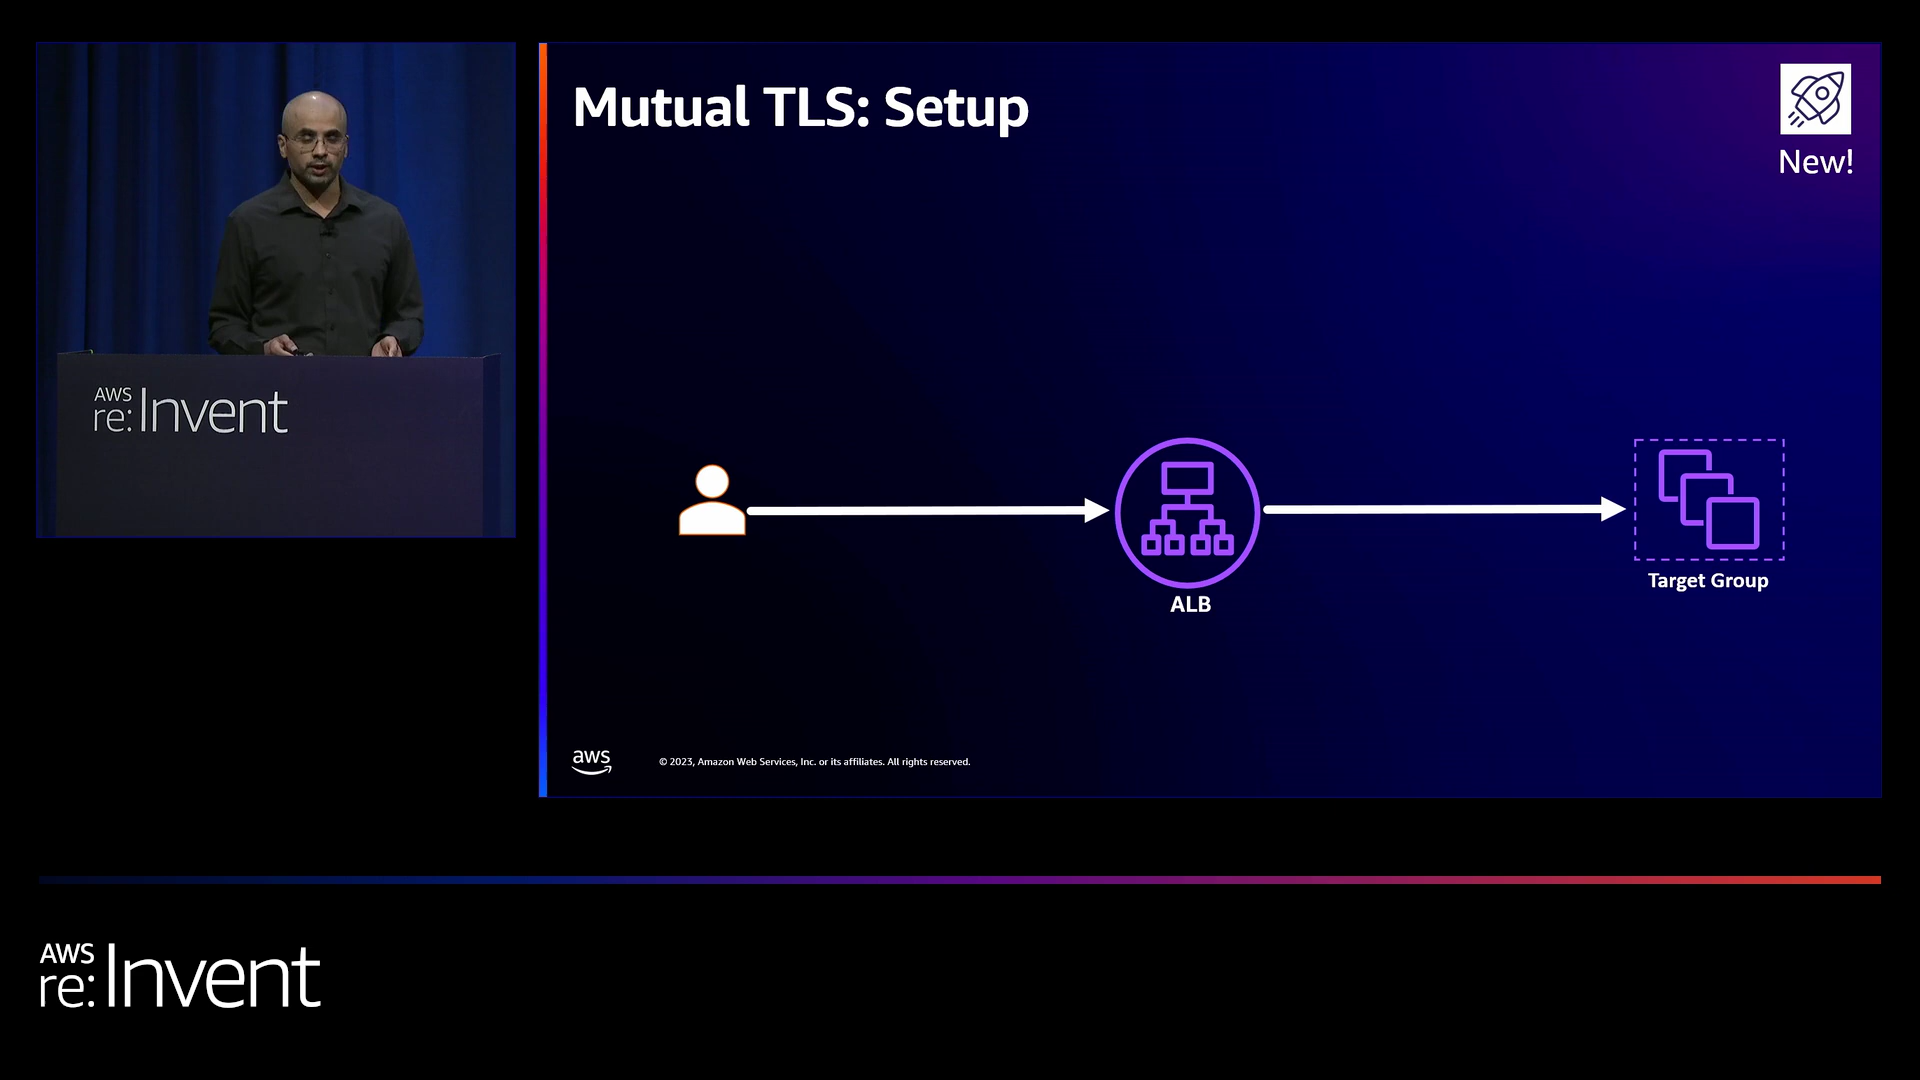 Mutual TLS: Setup
New!
AWS
re:Invent
ALB
Target Group
aws
© 2023, Amazon Web Services, Inc. or its affiliates. All rights reserved.
AWS
re:Invent